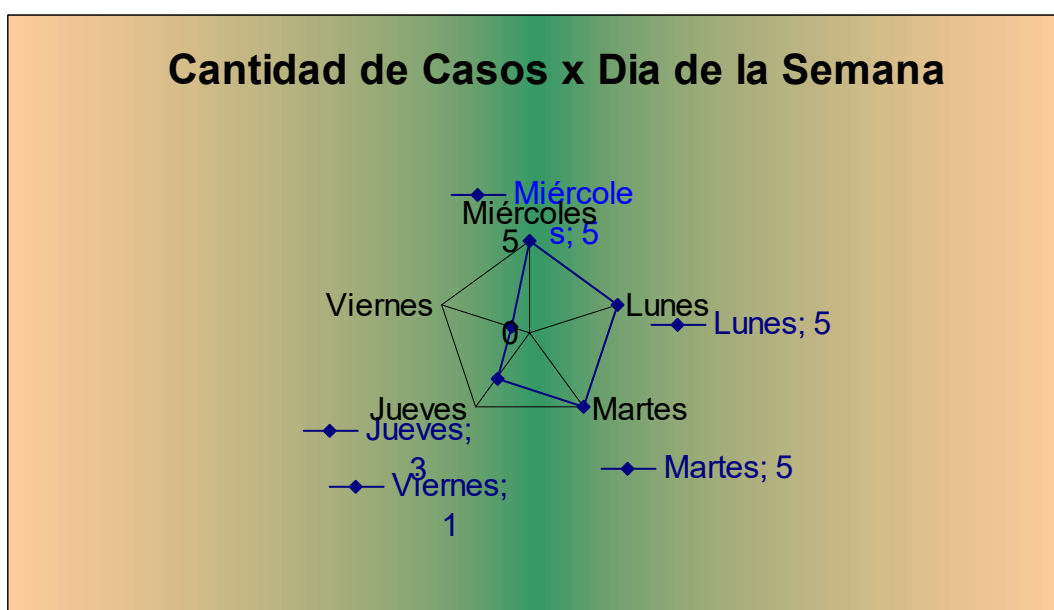 Cantidad de Casos x Dia de la Semana
Miércole
s; 5
Miércoles
5
Viernes
Lunes
Lunes; 5
0
Jueves
Martes
Jueves;
3
Martes; 5
Viernes;
1